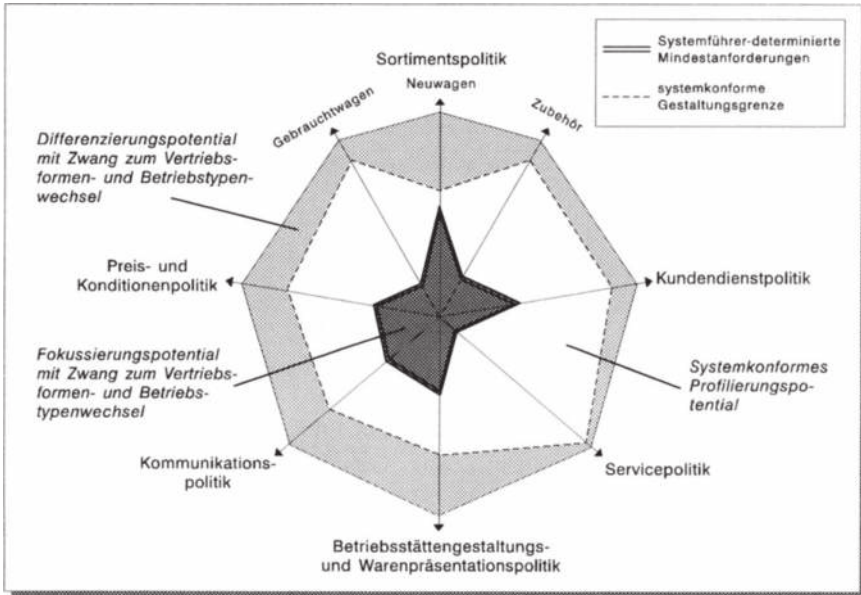 Systemführer-determinierte
Mindestanforderungen
systemkonforme
Gestaltungsgrenze
Sortimentspolitik
Neuwagen
Gebrauchtwagen
Zubehör
Differenzierungspotential
mit Zwang zum Vertriebs-
formen- und Betriebstypen-
wechsel
Preis- und
Konditionenpolitik
Kundendienstpolitik
Fokussierungspotential
mit Zwang zum Vertriebs-
formen- und Betriebs-
typenwechsel
Systemkonformes
Profilierungspo-
tential
Kommunikations-
politik
Servicepolitik
Betriebsstättengestaltungs-
und Warenpräsentationspolitik